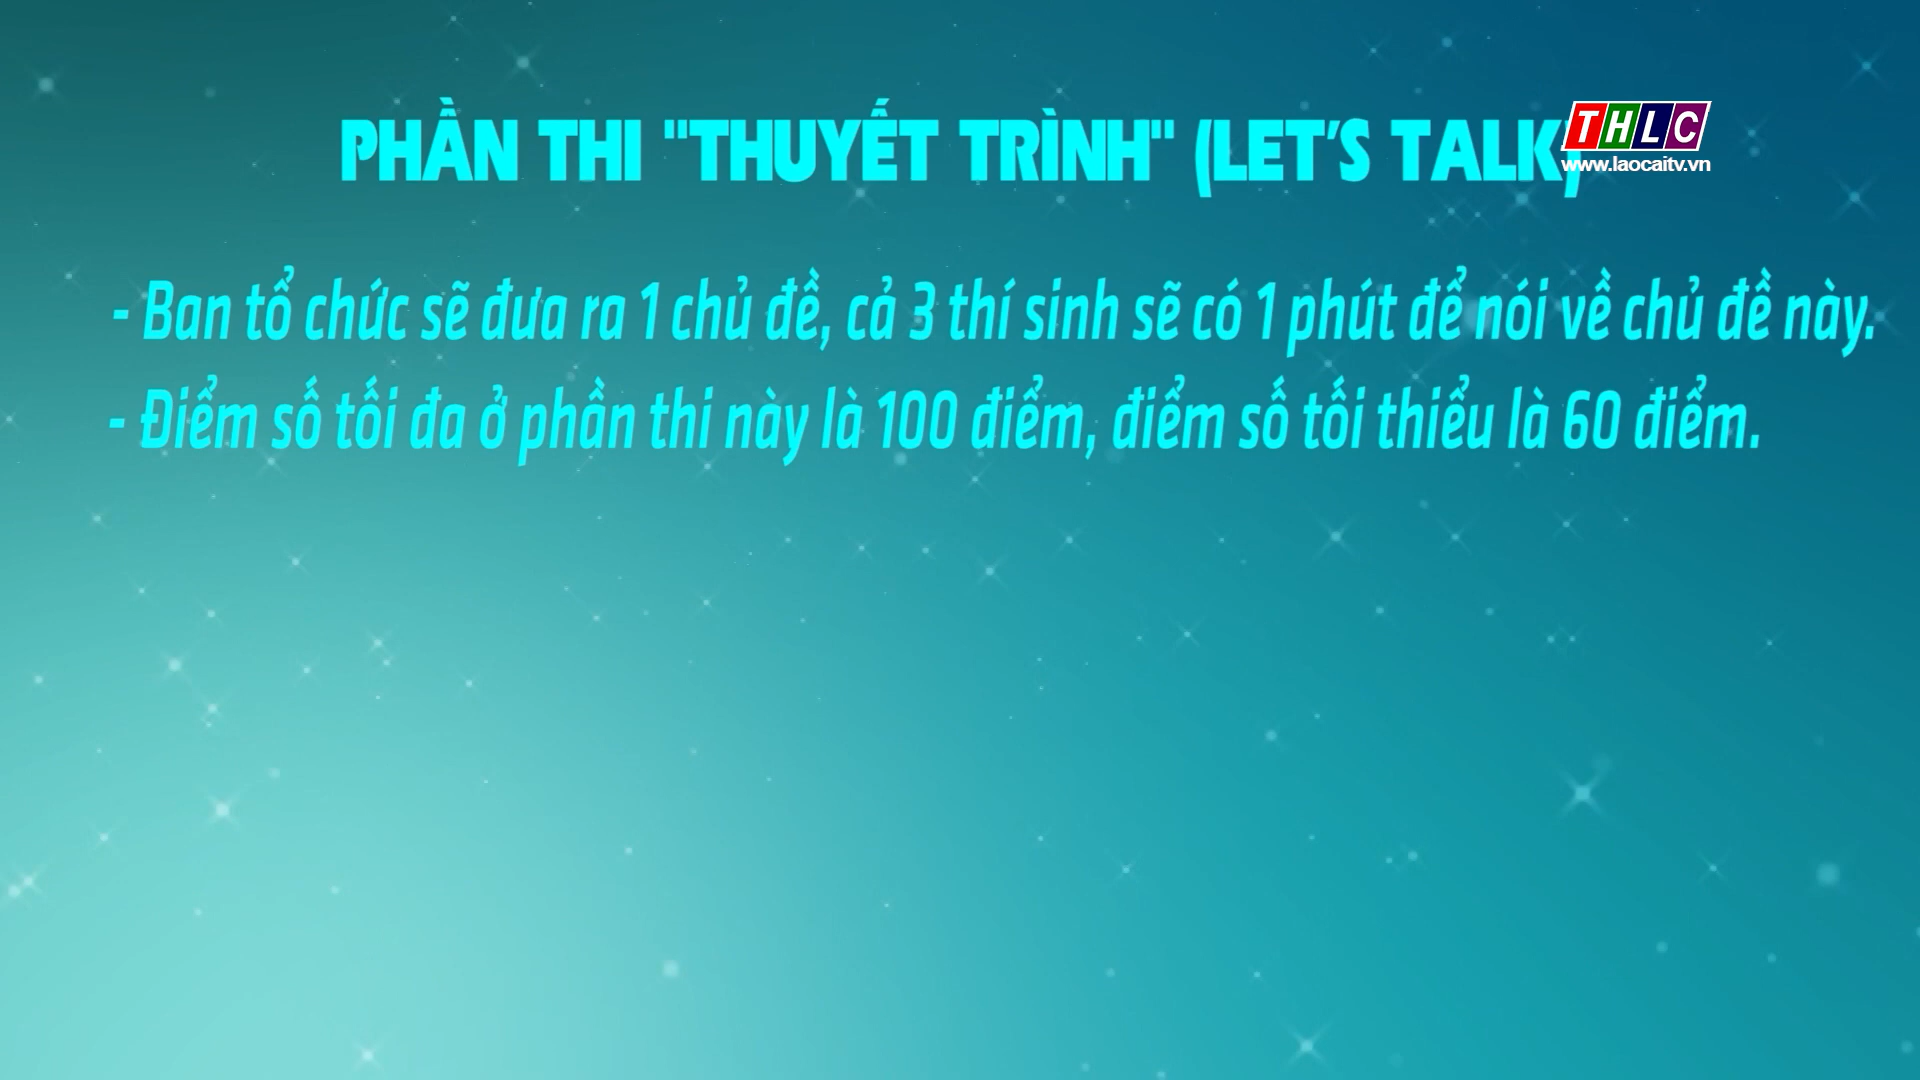 PHẦN THI "THUYẾT TRÌNH" (LET'S TALK)
THLC
www.laocaitv.vn
- Ban tổ chức sẽ đưa ra 1 chủ đề, cả 3 thí sinh sẽ có 1 phút để nói về chủ đề này.
- Điểm số tối đa ở phần thi này là 100 điểm, điểm số tối thiểu là 60 điểm.